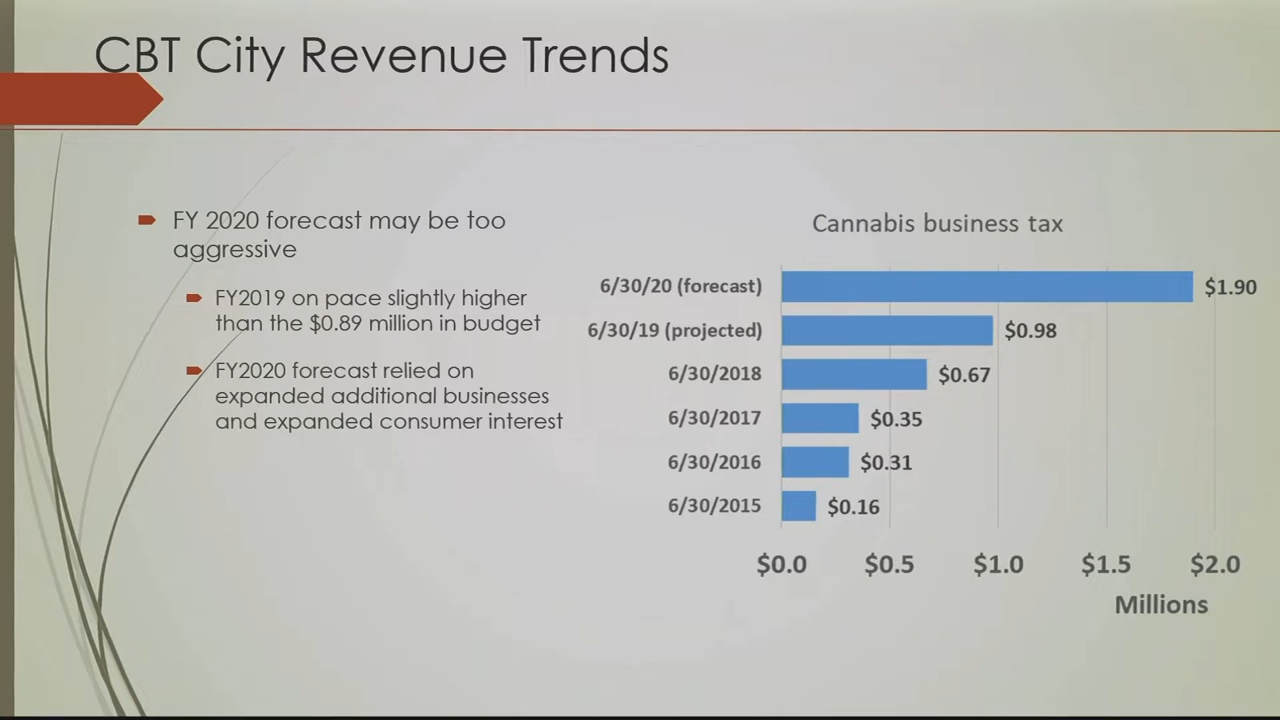 CBT City Revenue Trends
FY 2020 forecast may be too
aggressive
FY2019 on pace slightly higher
than the $0.89 million in budget
FY2020 forecast relied on
expanded additional businesses
and expanded consumer interest
Cannabis business tax
6/30/20 (forecast) $1.90
6/30/19 (projected) $0.98
6/30/2018 $0.67
6/30/2017 $0.35
6/30/2016 $0.31
6/30/2015 $0.16
$0.0 $0.5 $1.0 $1.5 $2.0
Millions